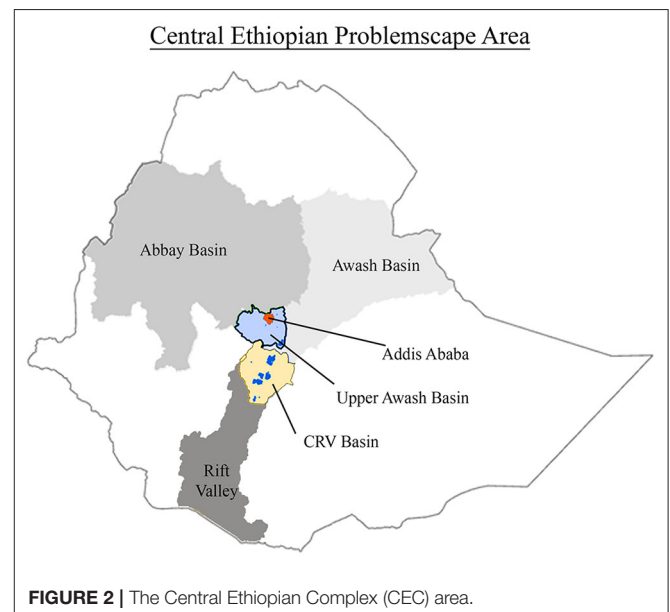 Central Ethiopian Problemscape Area
Abbay Basin
Awash Basin
Addis Ababa
Upper Awash Basin
CRV Basin
Rift
Valley
FIGURE 2 | The Central Ethiopian Complex (CEC) area.